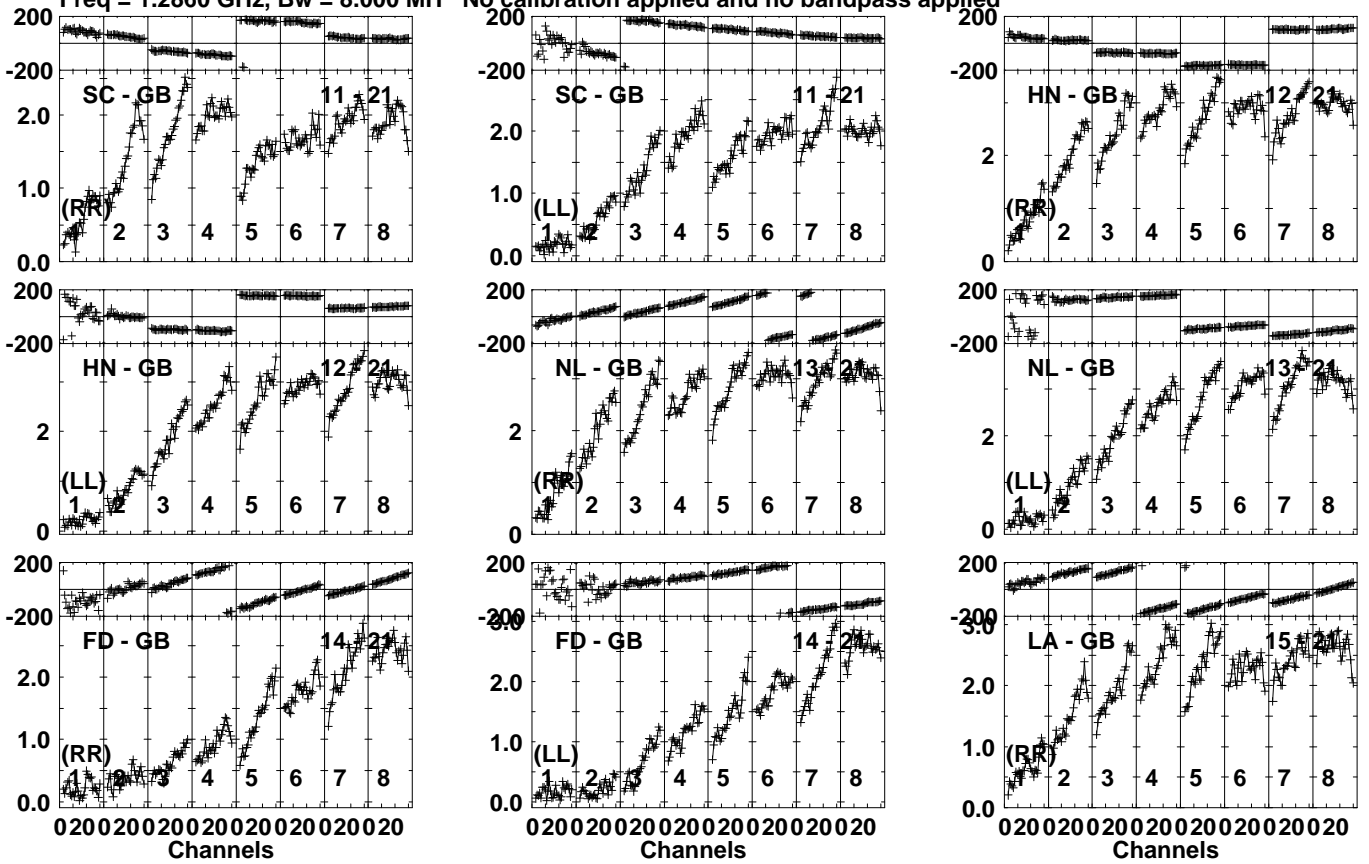 Freq = 1.2860 GHz, Bw = 8.000 MH No calibration applied and no bandpass applied
200 200 200
-200 -200 -200
SC - GB 11 - 21 SC - GB 11 - 21 HN - GB 12 - 21
2.0 2.0 2
1.0 1.0
(RR) (LL) (RR)
1 2 3 4 5 6 7 8 1 2 3 4 5 6 7 8 1 2 3 4 5 6 7 8
0.0 0.0 0
200 200 200
-200 -200 -200
HN - GB 12 - 21 NL - GB 13 - 21 NL - GB 13 - 21
2 2 2
(LL) (RR) (LL)
1 2 3 4 5 6 7 8 1 2 3 4 5 6 7 8 1 2 3 4 5 6 7 8
0 0 0
200 200 200
-200 -200 -200
3.0 3.0
FD - GB 14 - 21 FD - GB 14 - 21 LA - GB 15 - 21
2.0 2.0 2.0
1.0 1.0 1.0
(RR) (LL) (RR)
1 2 3 4 5 6 7 8 1 2 3 4 5 6 7 8 1 2 3 4 5 6 7 8
0.0 0.0 0.0
0 20 0 20 0 20 0 20 0 20 0 20 0 20 0 20 0 20 0 20 0 20 0 20 0 20 0 20 0 20 0 20 0 20 0 20 0 20 0 20 0 20 0 20 0 20 0 20
Channels Channels Channels